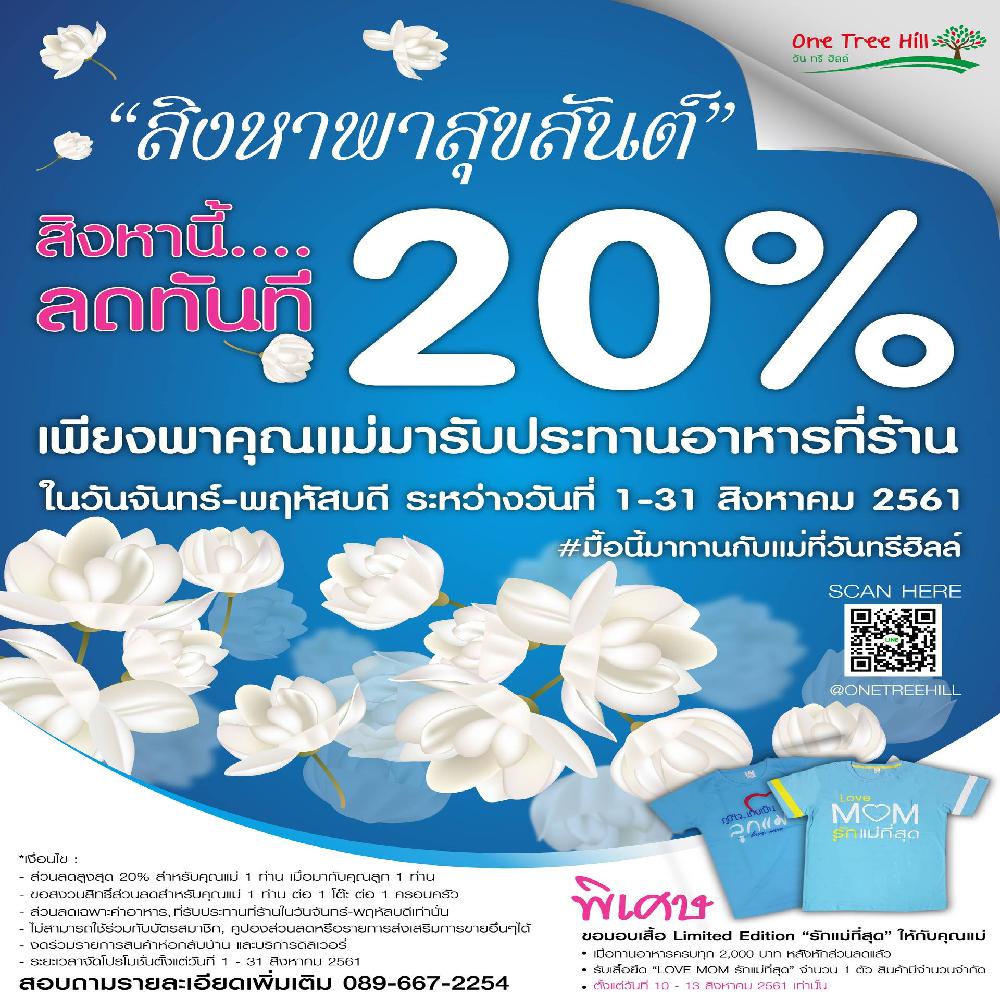 One Tree Hill
วัน ทรี ฮิลล์
“สิงหาพาสุขสันต์”
สิงหานี้....
ลดทันที
20%
เพียงพาคุณแม่มารับประทานอาหารที่ร้าน
ในวันจันทร์-พฤหัสบดี ระหว่างวันที่ 1-31 สิงหาคม 2561
#มื้อนี้มาทานกับแม่ที่วันทรีฮิลล์
SCAN HERE
LINE
@ONETREEHILL
ลูกแม่
Love
MOM
รักแม่ที่สุด
*เงื่อนไข :
- ส่วนลดสูงสุด 20% สำหรับคุณแม่ 1 ท่าน เมื่อมากับคุณลูก 1 ท่าน
- ขอสงวนสิทธิ์ส่วนลดสำหรับคุณแม่ 1 ท่าน ต่อ 1 โต๊ะ ต่อ 1 ครอบครัว
- ส่วนลดเฉพาะค่าอาหาร, ที่รับประทานที่ร้านในวันจันทร์-พฤหัสบดีเท่านั้น
- ไม่สามารถใช้ร่วมกับบัตรสมาชิก, คูปองส่วนลดหรือรายการส่งเสริมการขายอื่นๆได้
- งดร่วมรายการสินค้าห่อกลับบ้าน และบริการดิลิเวอรี่
- ระยะเวลาจัดโปรโมชั่นตั้งแต่วันที่ 1 - 31 สิงหาคม 2561
สอบถามรายละเอียดเพิ่มเติม 089-667-2254
พิเศษ
ขอมอบเสื้อ Limited Edition “รักแม่ที่สุด” ให้กับคุณแม่
• เมื่อทานอาหารครบทุก 2,000 บาท หลังหักส่วนลดแล้ว
• รับเสื้อยืด “LOVE MOM รักแม่ที่สุด” จำนวน 1 ตัว สินค้ามีจำนวนจำกัด
• ตั้งแต่วันที่ 10 - 13 สิงหาคม 2561 เท่านั้น